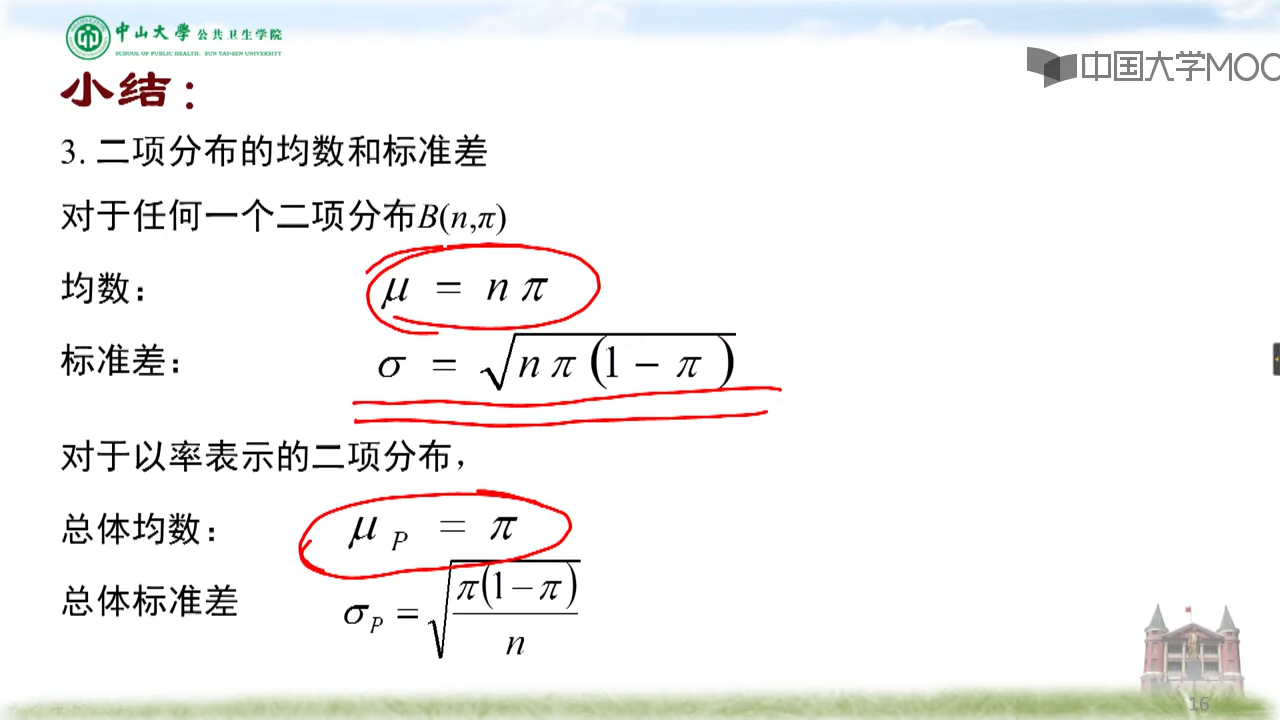 中山大学 公共卫生学院
SCHOOL OF PUBLIC HEALTH, SUN YAT-SEN UNIVERSITY
中国大学MOO
小结：
3. 二项分布的均数和标准差
对于任何一个二项分布B(n,π)
均数： μ = nπ
标准差： σ = √(nπ(1 − π))
对于以率表示的二项分布，
总体均数： μ_P = π
总体标准差 σ_P = √(π(1−π)/n)
16